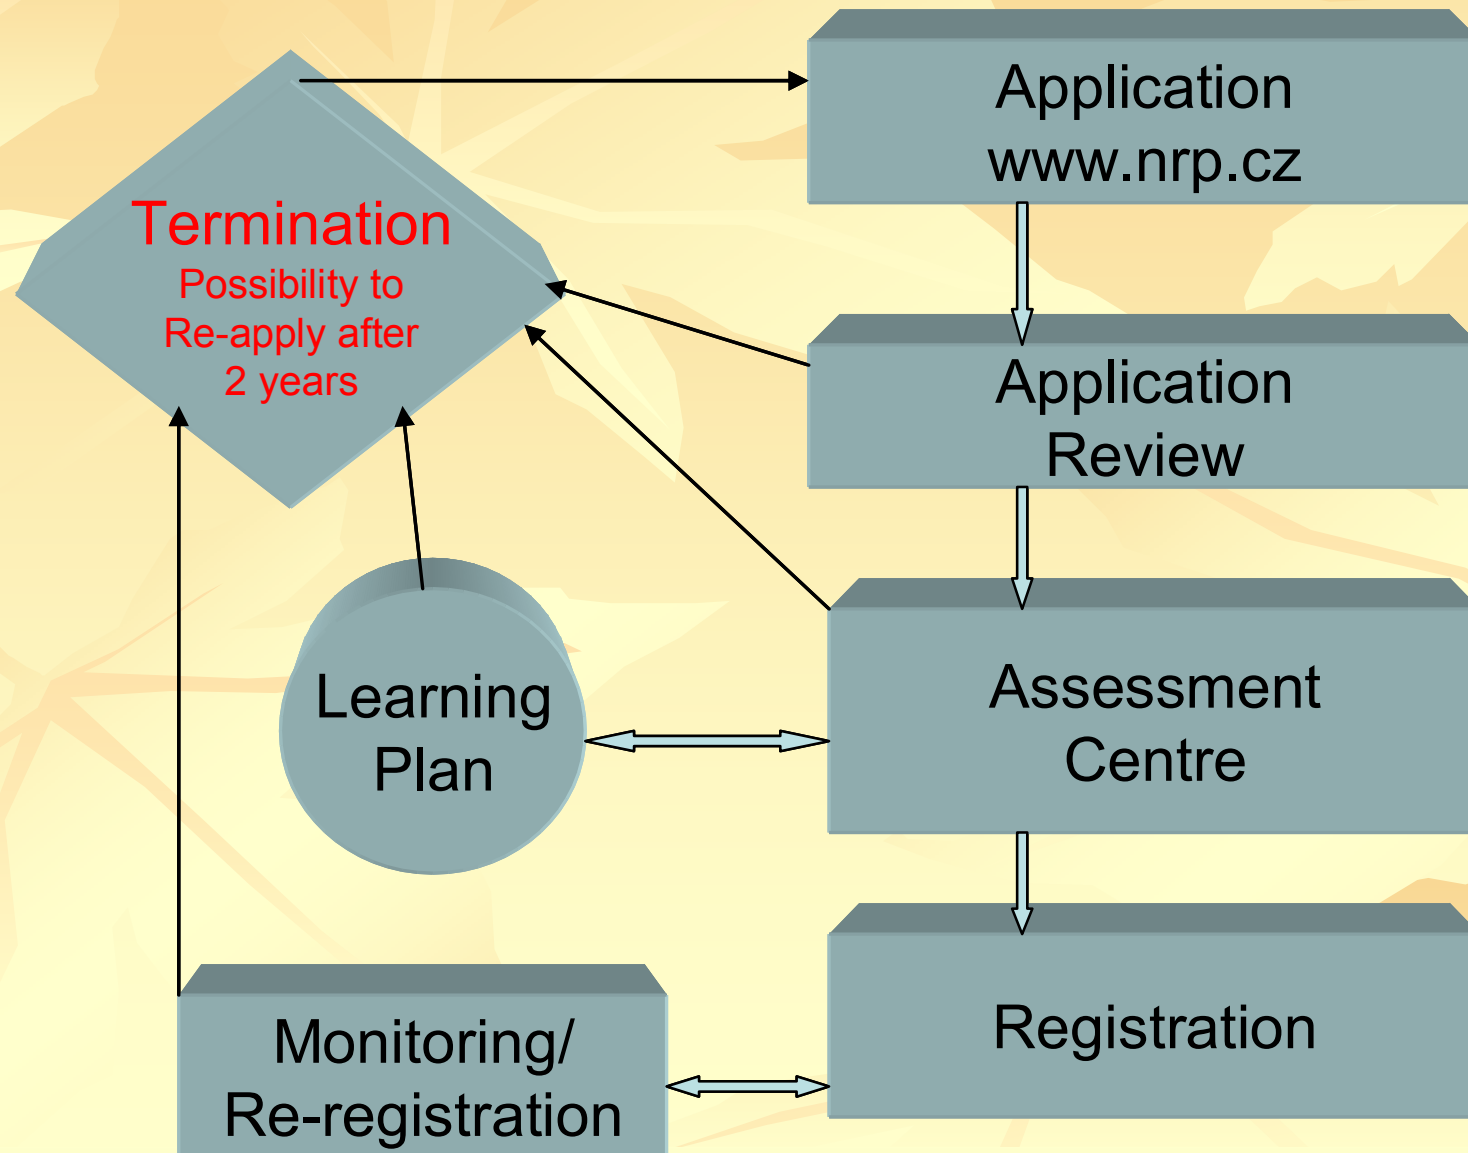 Application
www.nrp.cz
Termination
Possibility to
Re-apply after
2 years
Application
Review
Learning
Plan
Assessment
Centre
Registration
Monitoring/
Re-registration